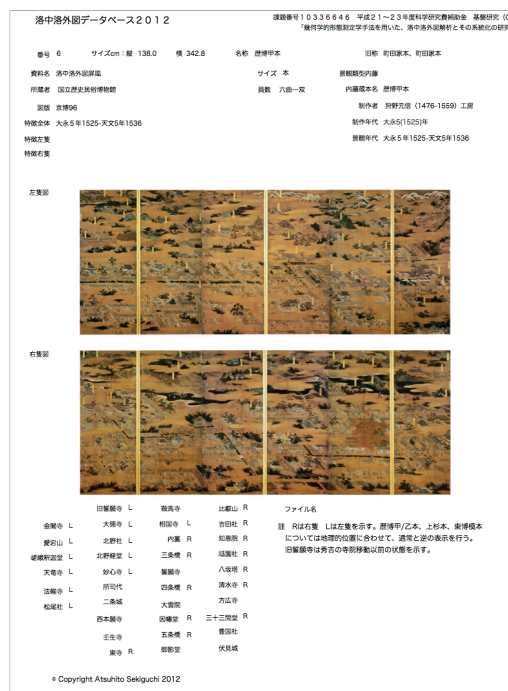 洛中洛外図データベース２０１２
課題番号１０３３６６４６　平成２１〜２３年度科学研究費補助金　基盤研究（C
「幾何学的形態測定学手法を用いた、洛中洛外図解析とその系統化の研究
番号 6 サイズcm：縦 138.0 横 342.8 名称 歴博甲本 旧称 町田家本、町田家本
資料名 洛中洛外図屏風 サイズ 本 景観類型内藤
所蔵者 国立歴史民俗博物館 員数 六曲一双 内藤蔵本名 歴博甲本
図版 京博96 制作者 狩野元信（1476-1559）工房
特徴全体 大永５年1525-天文5年1536 制作年代 大永5(1525)年
特徴左隻 景観年代 大永５年1525-天文5年1536
特徴右隻
左隻図
右隻図
旧誓願寺 L 鞍馬寺 比叡山 R ファイル名
金閣寺 L 大徳寺 L 相国寺 L 吉田社 R 註 Rは右隻　Lは左隻を示す。歴博甲/乙本、上杉本、東博模本
愛宕山 L 北野社 L 内裏 R 知恩院 R については地理的位置に合わせて、通常と逆の表示を行う。
嵯峨釈迦堂 L 北野経堂 L 三条橋 R 祗園社 R 旧誓願寺は秀吉の寺院移動以前の状態を示す。
天竜寺 L 妙心寺 L 誓願寺 八坂塔 R
法輪寺 L 所司代 四条橋 R 清水寺 R
松尾社 L 二条城 大雲院 方広寺
西本願寺 因幡堂 R 三十三間堂 R
壬生寺 五条橋 R 豊国社
東寺 R 御影堂 伏見城
© Copyright Atsuhito Sekiguchi 2012